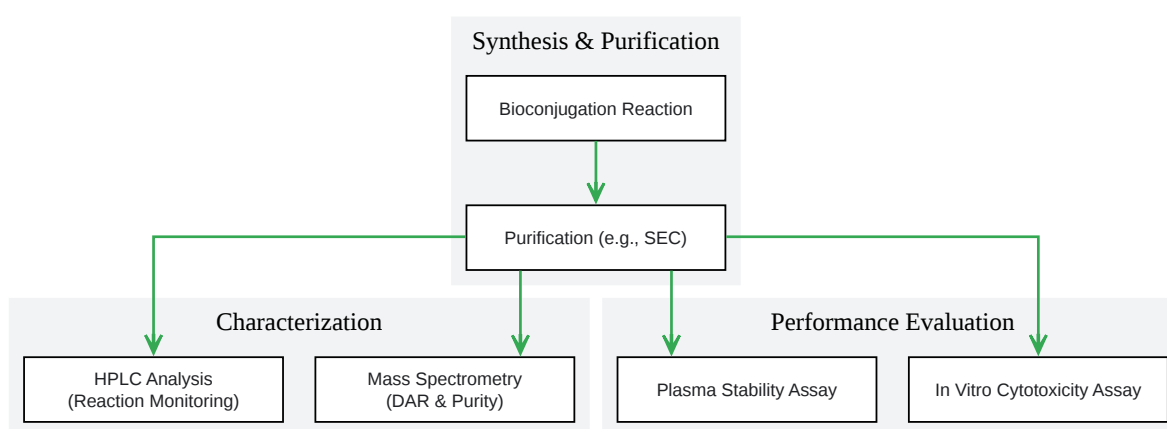 Synthesis & Purification
Bioconjugation Reaction
Purification (e.g., SEC)
Characterization
HPLC Analysis
(Reaction Monitoring)
Mass Spectrometry
(DAR & Purity)
Performance Evaluation
Plasma Stability Assay
In Vitro Cytotoxicity Assay